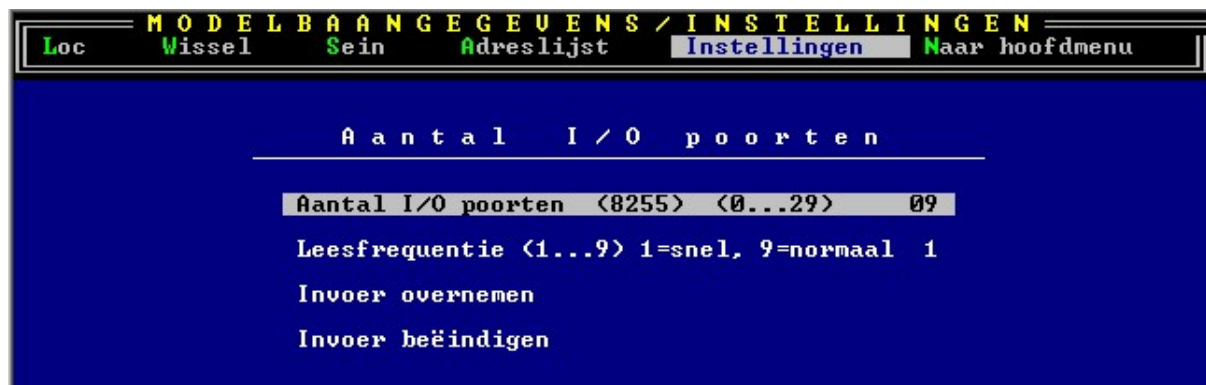 MODELBAANGEGEVENS/INSTELLINGEN
Loc Wissel Sein Adreslijst Instellingen Naar hoofdmenu
Aantal I/O poorten
Aantal I/O poorten (8255) (0...29) 09
Leesfrequentie (1...9) 1=snel, 9=normaal 1
Invoer overnemen
Invoer beëindigen